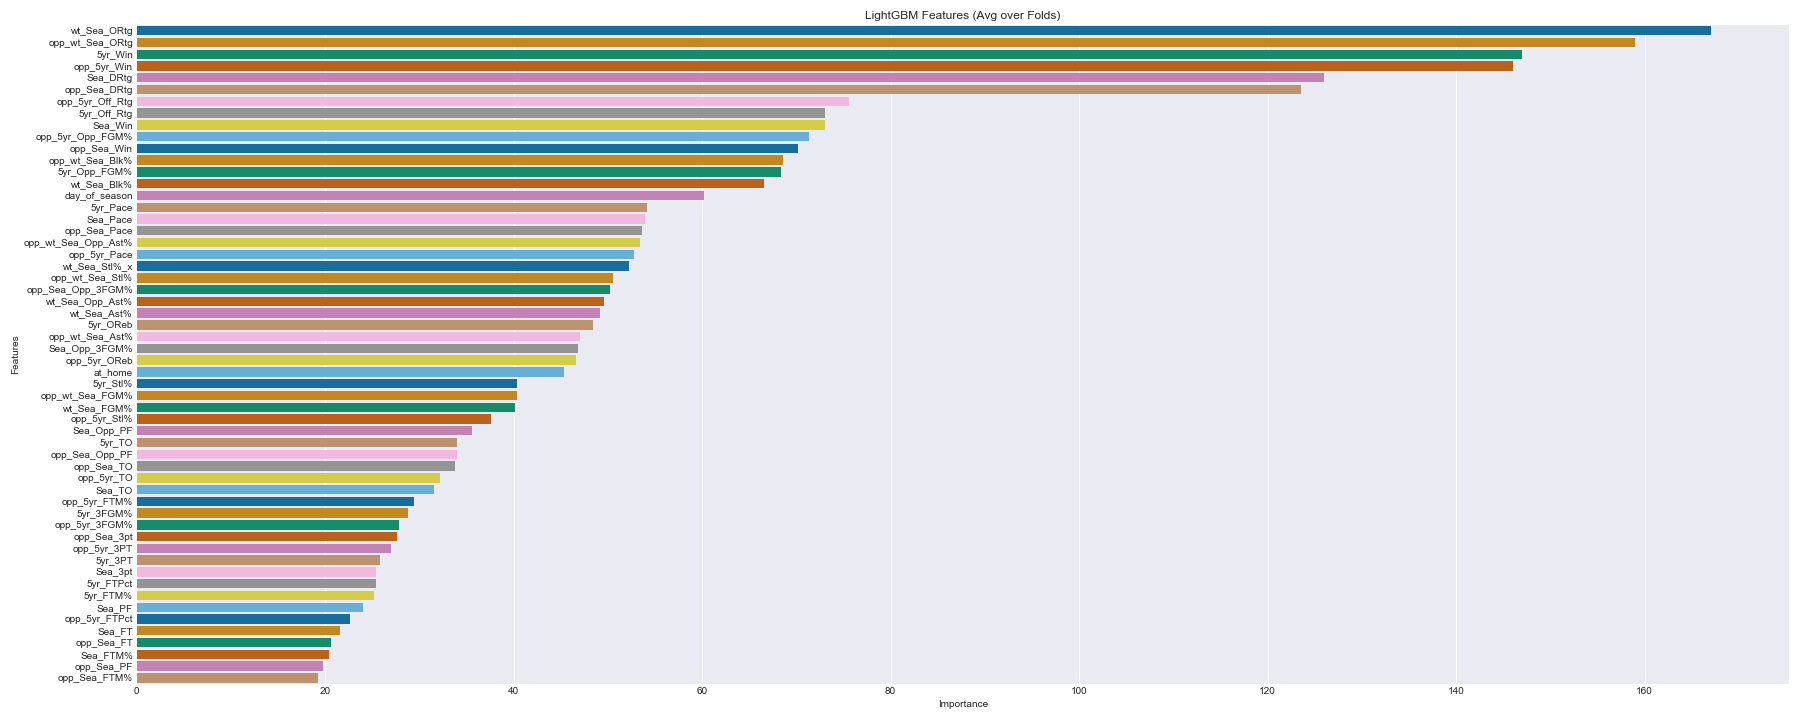 LightGBM Features (Avg over Folds)
wt_Sea_ORtg
opp_wt_Sea_ORtg
5yr_Win
opp_5yr_Win
Sea_DRtg
opp_Sea_DRtg
opp_5yr_Off_Rtg
5yr_Off_Rtg
Sea_Win
opp_5yr_Opp_FGM%
opp_Sea_Win
opp_wt_Sea_Blk%
5yr_Opp_FGM%
wt_Sea_Blk%
day_of_season
5yr_Pace
Sea_Pace
opp_Sea_Pace
opp_wt_Sea_Opp_Ast%
opp_5yr_Pace
wt_Sea_Stl%_x
opp_wt_Sea_Stl%
opp_Sea_Opp_3FGM%
wt_Sea_Opp_Ast%
wt_Sea_Ast%
5yr_OReb
opp_wt_Sea_Ast%
Sea_Opp_3FGM%
opp_5yr_OReb
at_home
5yr_Stl%
opp_wt_Sea_FGM%
wt_Sea_FGM%
opp_5yr_Stl%
Sea_Opp_PF
5yr_TO
opp_Sea_Opp_PF
opp_Sea_TO
opp_5yr_TO
Sea_TO
opp_5yr_FTM%
5yr_3FGM%
opp_5yr_3FGM%
opp_Sea_3pt
opp_5yr_3PT
5yr_3PT
Sea_3pt
5yr_FTPct
5yr_FTM%
Sea_PF
opp_5yr_FTPct
Sea_FT
opp_Sea_FT
Sea_FTM%
opp_Sea_PF
opp_Sea_FTM%
Features
0 20 40 60 80 100 120 140 160
Importance